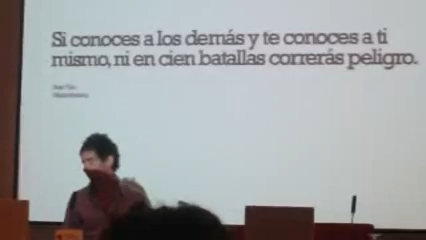 Si conoces a los demás y te conoces a ti
mismo, ni en cien batallas correrás peligro.